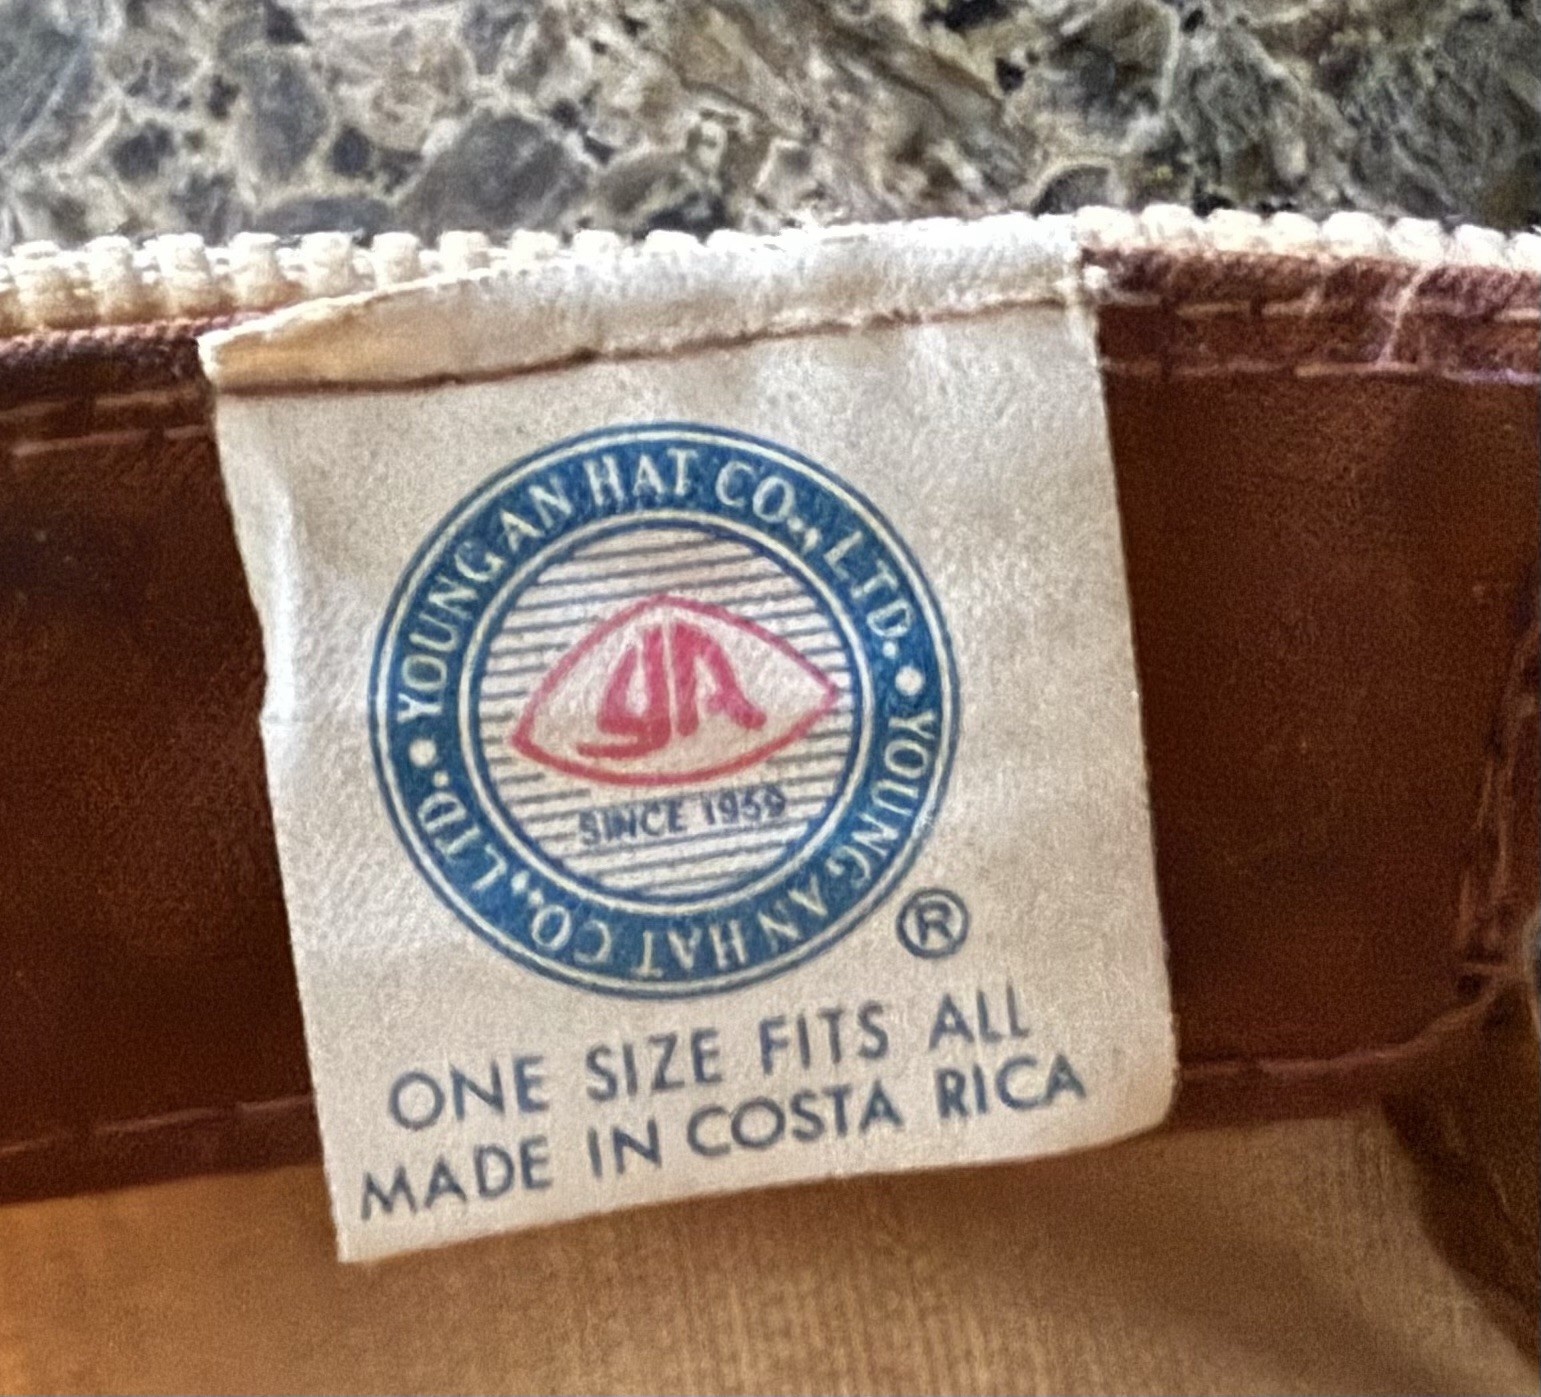 YOUNG AN HAT CO., LTD. • YOUNG AN HAT CO., LTD. •
YA
SINCE 1959
®
ONE SIZE FITS ALL
MADE IN COSTA RICA